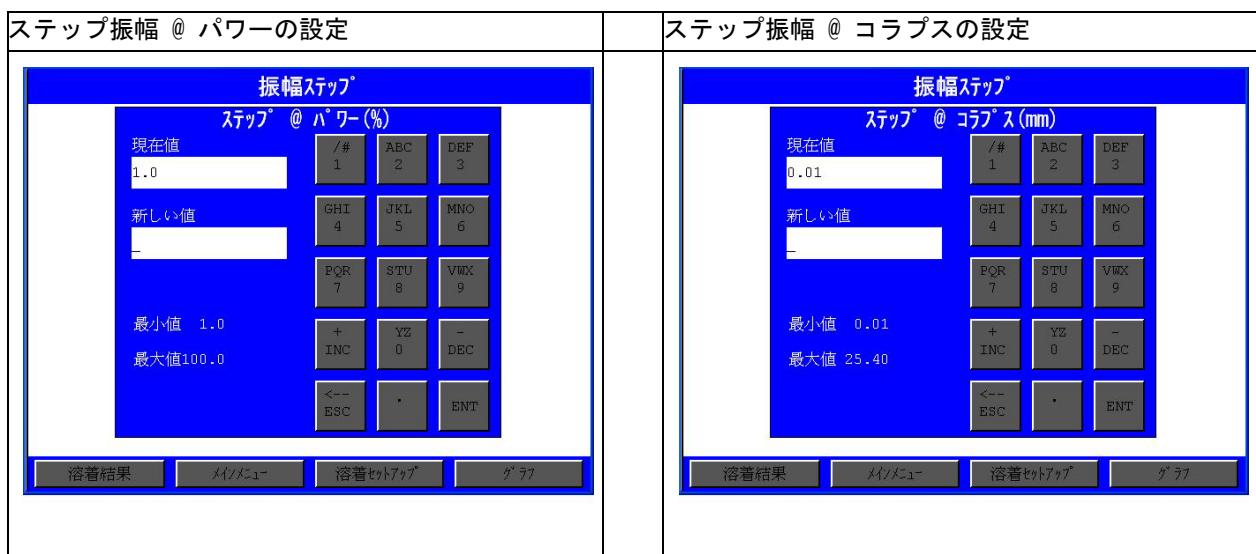 ステップ振幅 @ パワーの設定
振幅ｽﾃｯﾌﾟ
ｽﾃｯﾌﾟ @ ﾊﾟﾜｰ(%)
現在値
1.0
新しい値
_
最小値 1.0
最大値100.0
/#
1
ABC
2
DEF
3
GHI
4
JKL
5
MNO
6
PQR
7
STU
8
VWX
9
+
INC
YZ
0
-
DEC
<--
ESC
.
ENT
溶着結果
ﾒｲﾝﾒﾆｭｰ
溶着ｾｯﾄｱｯﾌﾟ
ｸﾞﾗﾌ
ステップ振幅 @ コラプスの設定
振幅ｽﾃｯﾌﾟ
ｽﾃｯﾌﾟ @ ｺﾗﾌﾟｽ(mm)
現在値
0.01
新しい値
_
最小値 0.01
最大値 25.40
/#
1
ABC
2
DEF
3
GHI
4
JKL
5
MNO
6
PQR
7
STU
8
VWX
9
+
INC
YZ
0
-
DEC
<--
ESC
.
ENT
溶着結果
ﾒｲﾝﾒﾆｭｰ
溶着ｾｯﾄｱｯﾌﾟ
ｸﾞﾗﾌ